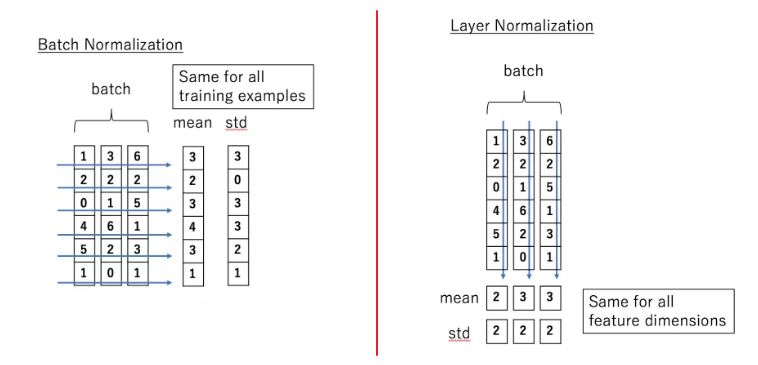 Batch Normalization
Same for all
training examples
batch
mean std
1 3 6 3 3
2 2 2 2 0
0 1 5 3 3
4 6 1 4 3
5 2 3 3 2
1 0 1 1 1
Layer Normalization
batch
1 3 6
2 2 2
0 1 5
4 6 1
5 2 3
1 0 1
mean 2 3 3
std 2 2 2
Same for all
feature dimensions